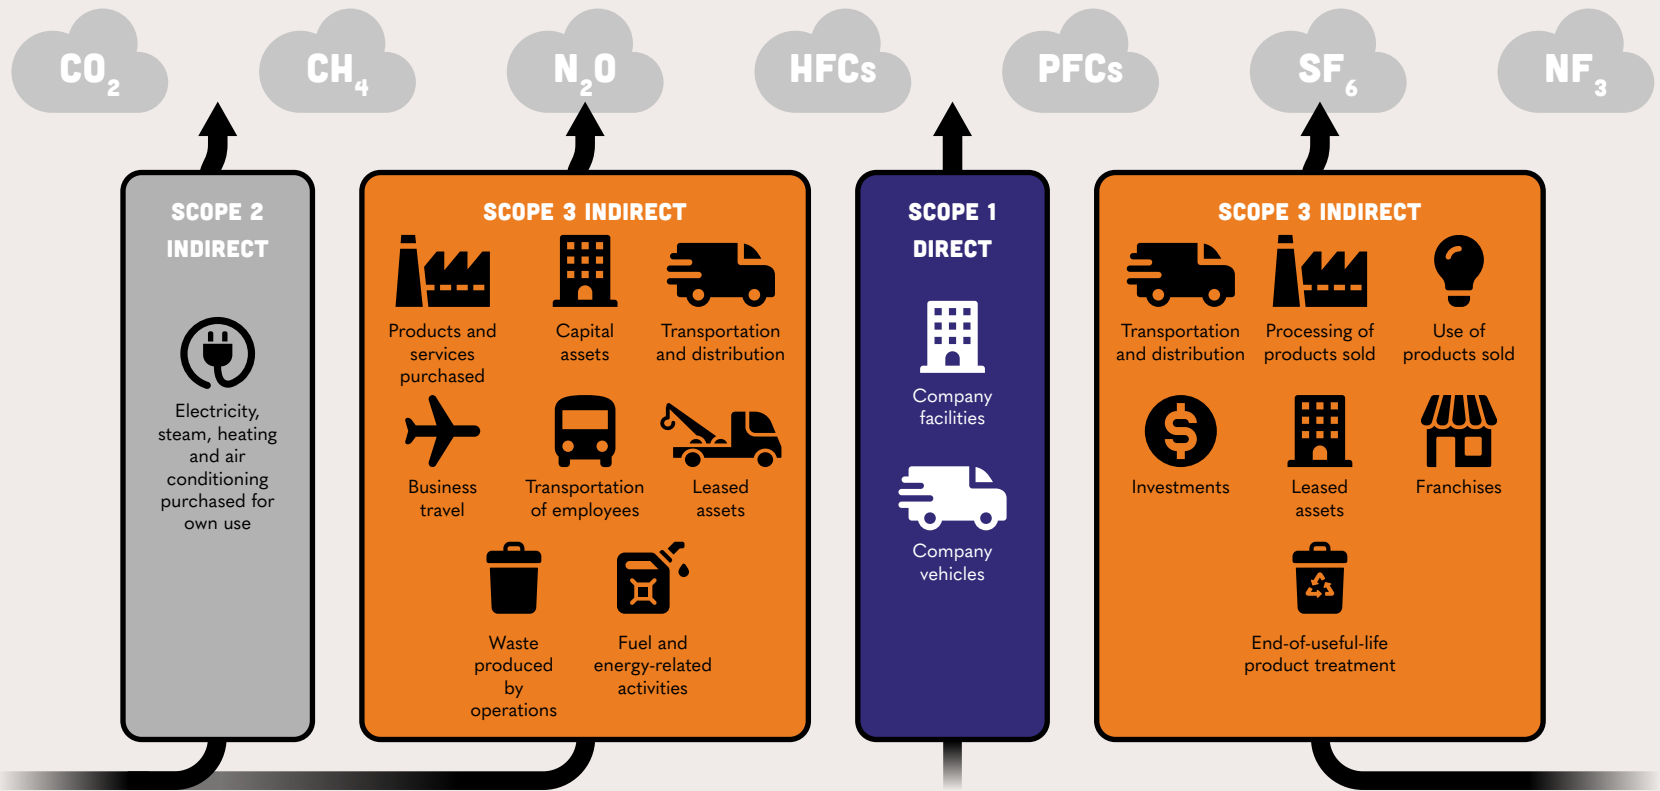 CO2
CH4
N2O
HFCs
PFCs
SF6
NF3
SCOPE 2
INDIRECT
Electricity,
steam, heating
and air
conditioning
purchased for
own use
SCOPE 3 INDIRECT
Products and
services
purchased
Capital
assets
Transportation
and distribution
Business
travel
Transportation
of employees
Leased
assets
Waste
produced
by
operations
Fuel and
energy-related
activities
SCOPE 1
DIRECT
Company
facilities
Company
vehicles
SCOPE 3 INDIRECT
Transportation
and distribution
Processing of
products sold
Use of
products sold
Investments
Leased
assets
Franchises
End-of-useful-life
product treatment